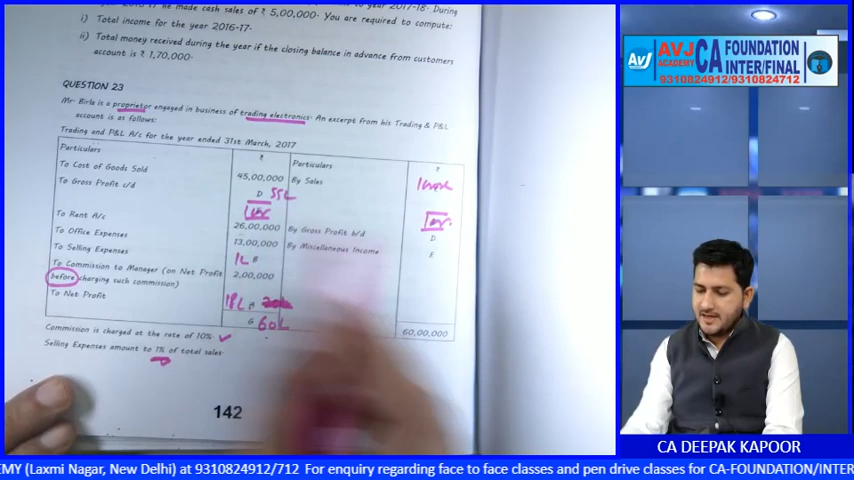 year 2017-18. During
he made cash sales of ₹ 5,00,000. You are required to compute:
i) Total income for the year 2016-17.
ii) Total money received during the year if the closing balance in advance from customers
account is ₹ 1,70,000.
QUESTION 23
Mr. Birla is a proprietor engaged in business of trading electronics. An excerpt from his Trading & P&L
account is as follows:
Trading and P&L A/c for the year ended 31st March, 2017
Particulars ₹ Particulars ₹
To Cost of Goods Sold 45,00,000 By Sales
To Gross Profit c/d D 55L
To Rent A/c 26,00,000 By Gross Profit b/d D
To Office Expenses 13,00,000 By Miscellaneous Income E
To Selling Expenses 1L B
To Commission to Manager (on Net Profit 2,00,000
before charging such commission)
To Net Profit
G 60L 60,00,000
Commission is charged at the rate of 10%.
Selling Expenses amount to 1% of total sales.
142
AVJ
ACADEMY
CA
FOUNDATION
INTER/FINAL
9310824912/9310824712
AVJ
CA DEEPAK KAPOOR
EMY (Laxmi Nagar, New Delhi) at 9310824912/712 For enquiry regarding face to face classes and pen drive classes for CA-FOUNDATION/INTER